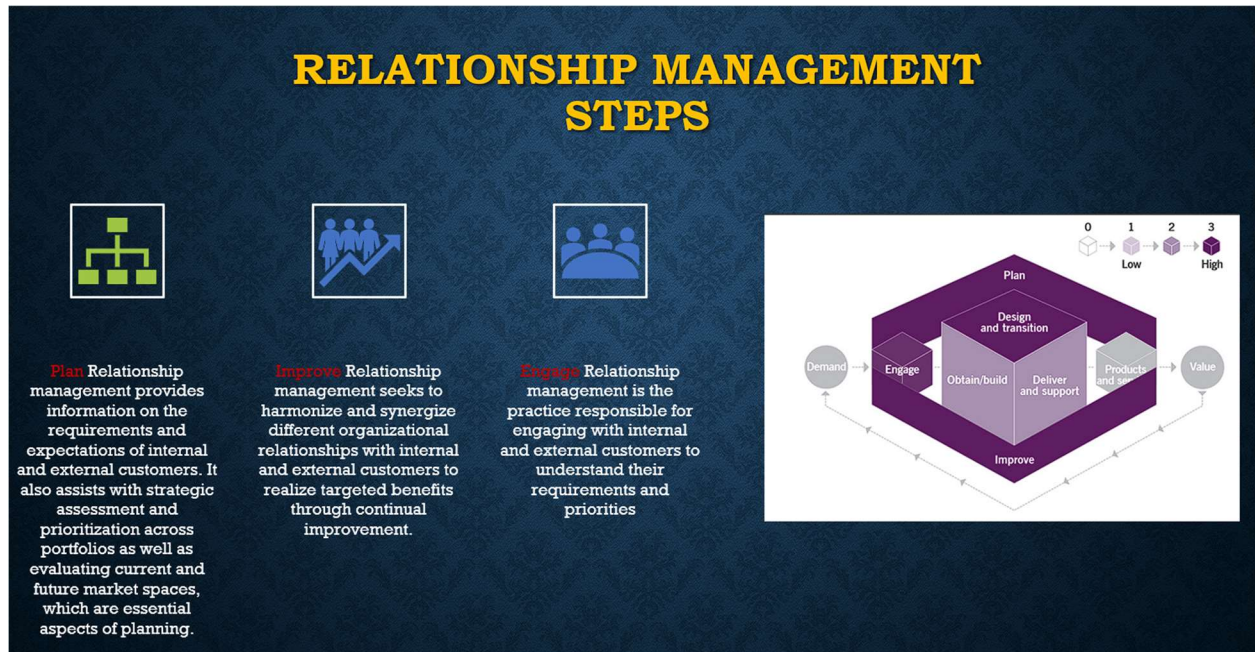 RELATIONSHIP MANAGEMENT
STEPS
Plan Relationship
management provides
information on the
requirements and
expectations of internal
and external customers. It
also assists with strategic
assessment and
prioritization across
portfolios as well as
evaluating current and
future market spaces,
which are essential
aspects of planning.
Improve Relationship
management seeks to
harmonize and synergize
different organizational
relationships with internal
and external customers to
realize targeted benefits
through continual
improvement.
Engage Relationship
management is the
practice responsible for
engaging with internal
and external customers to
understand their
requirements and
priorities
0 1 2 3
Low High
Plan
Design
and transition
Demand
Engage
Obtain/build
Deliver
and support
Products
and ser
Value
Improve